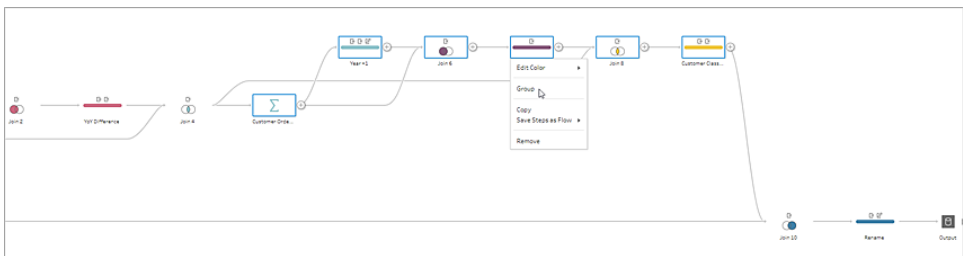 Year +1
Join 6
Join 8
Customer Class...
Edit Color
Group
Copy
Save Steps as Flow
Remove
Join 2
YoY Difference
Join 4
Customer Orde...
Join 10
Rename
Output